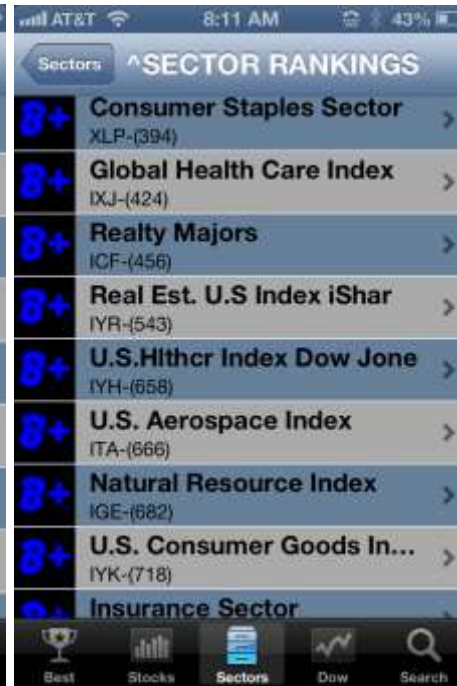 AT&T 8:11 AM 43%
Sectors ^SECTOR RANKINGS
B+ Consumer Staples Sector
XLP-(394)
B+ Global Health Care Index
IXJ-(424)
B+ Realty Majors
ICF-(456)
B+ Real Est. U.S Index iShar
IYR-(543)
B+ U.S.Hlthcr Index Dow Jone
IYH-(658)
B+ U.S. Aerospace Index
ITA-(666)
B+ Natural Resource Index
IGE-(682)
B+ U.S. Consumer Goods In...
IYK-(718)
B+ Insurance Sector
Best Stocks Sectors Dow Search